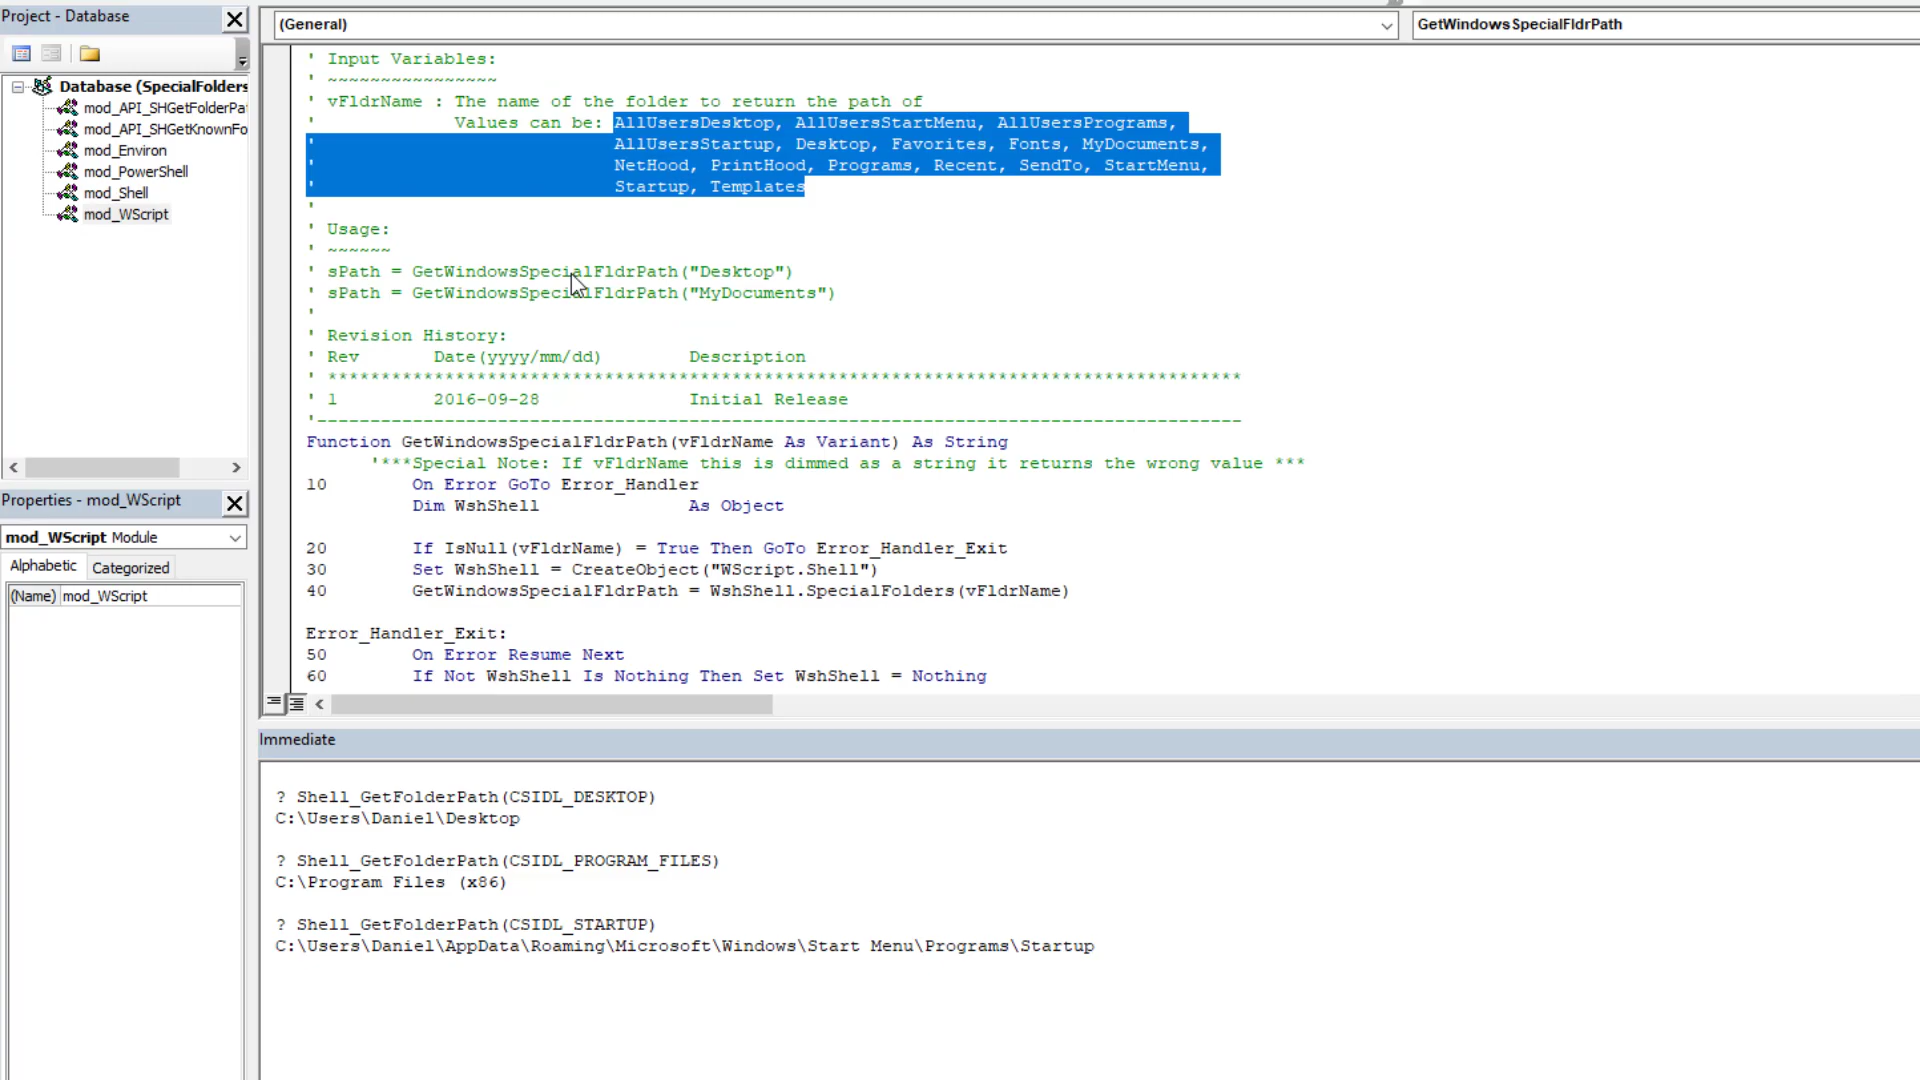 Project - Database
Database (SpecialFolders
mod_API_SHGetFolderPa
mod_API_SHGetKnownFo
mod_Environ
mod_PowerShell
mod_Shell
mod_WScript
Properties - mod_WScript
mod_WScript Module
Alphabetic Categorized
(Name) mod_WScript
(General)
GetWindowsSpecialFldrPath
' Input Variables:
' ~~~~~~~~~~~~~~~~
' vFldrName : The name of the folder to return the path of
'             Values can be: AllUsersDesktop, AllUsersStartMenu, AllUsersPrograms,
'                            AllUsersStartup, Desktop, Favorites, Fonts, MyDocuments,
'                            NetHood, PrintHood, Programs, Recent, SendTo, StartMenu,
'                            Startup, Templates
'
' Usage:
' ~~~~~~
' sPath = GetWindowsSpecialFldrPath("Desktop")
' sPath = GetWindowsSpecialFldrPath("MyDocuments")
'
' Revision History:
' Rev       Date(yyyy/mm/dd)        Description
' **************************************************************************************
' 1         2016-09-28              Initial Release
'---------------------------------------------------------------------------------------
Function GetWindowsSpecialFldrPath(vFldrName As Variant) As String
'***Special Note: If vFldrName this is dimmed as a string it returns the wrong value ***
10        On Error GoTo Error_Handler
Dim WshShell              As Object
20        If IsNull(vFldrName) = True Then GoTo Error_Handler_Exit
30        Set WshShell = CreateObject("WScript.Shell")
40        GetWindowsSpecialFldrPath = WshShell.SpecialFolders(vFldrName)
Error_Handler_Exit:
50        On Error Resume Next
60        If Not WshShell Is Nothing Then Set WshShell = Nothing
Immediate
? Shell_GetFolderPath(CSIDL_DESKTOP)
C:\Users\Daniel\Desktop
? Shell_GetFolderPath(CSIDL_PROGRAM_FILES)
C:\Program Files (x86)
? Shell_GetFolderPath(CSIDL_STARTUP)
C:\Users\Daniel\AppData\Roaming\Microsoft\Windows\Start Menu\Programs\Startup